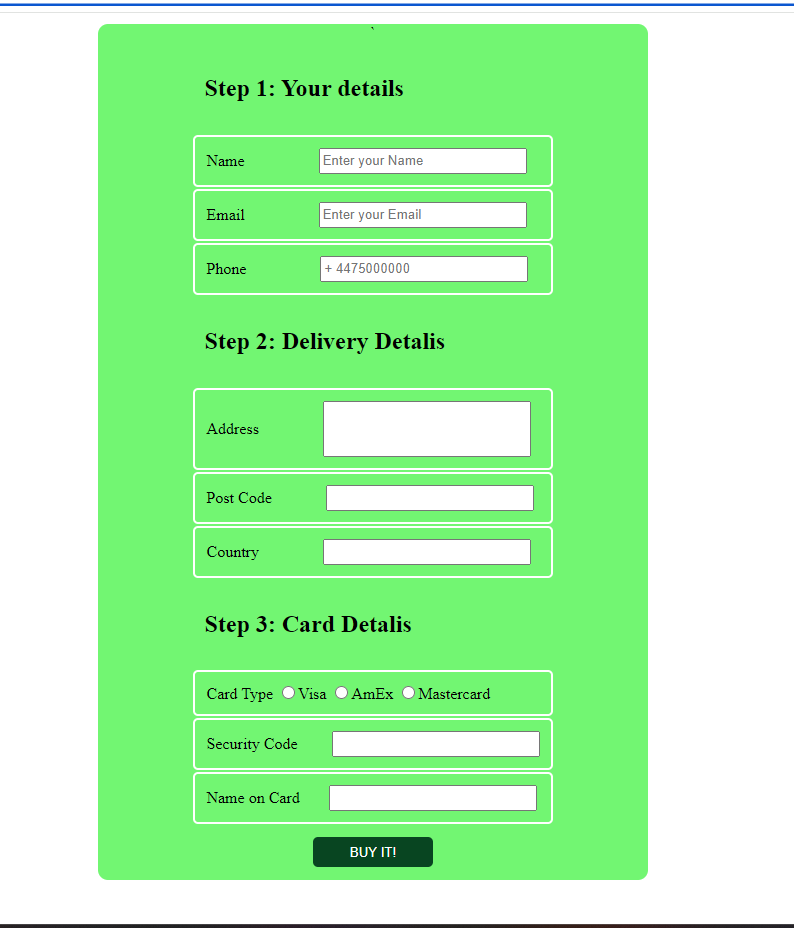 `
Step 1: Your details
Name Enter your Name
Email Enter your Email
Phone + 4475000000
Step 2: Delivery Detalis
Address
Post Code
Country
Step 3: Card Detalis
Card Type Visa AmEx Mastercard
Security Code
Name on Card
BUY IT!